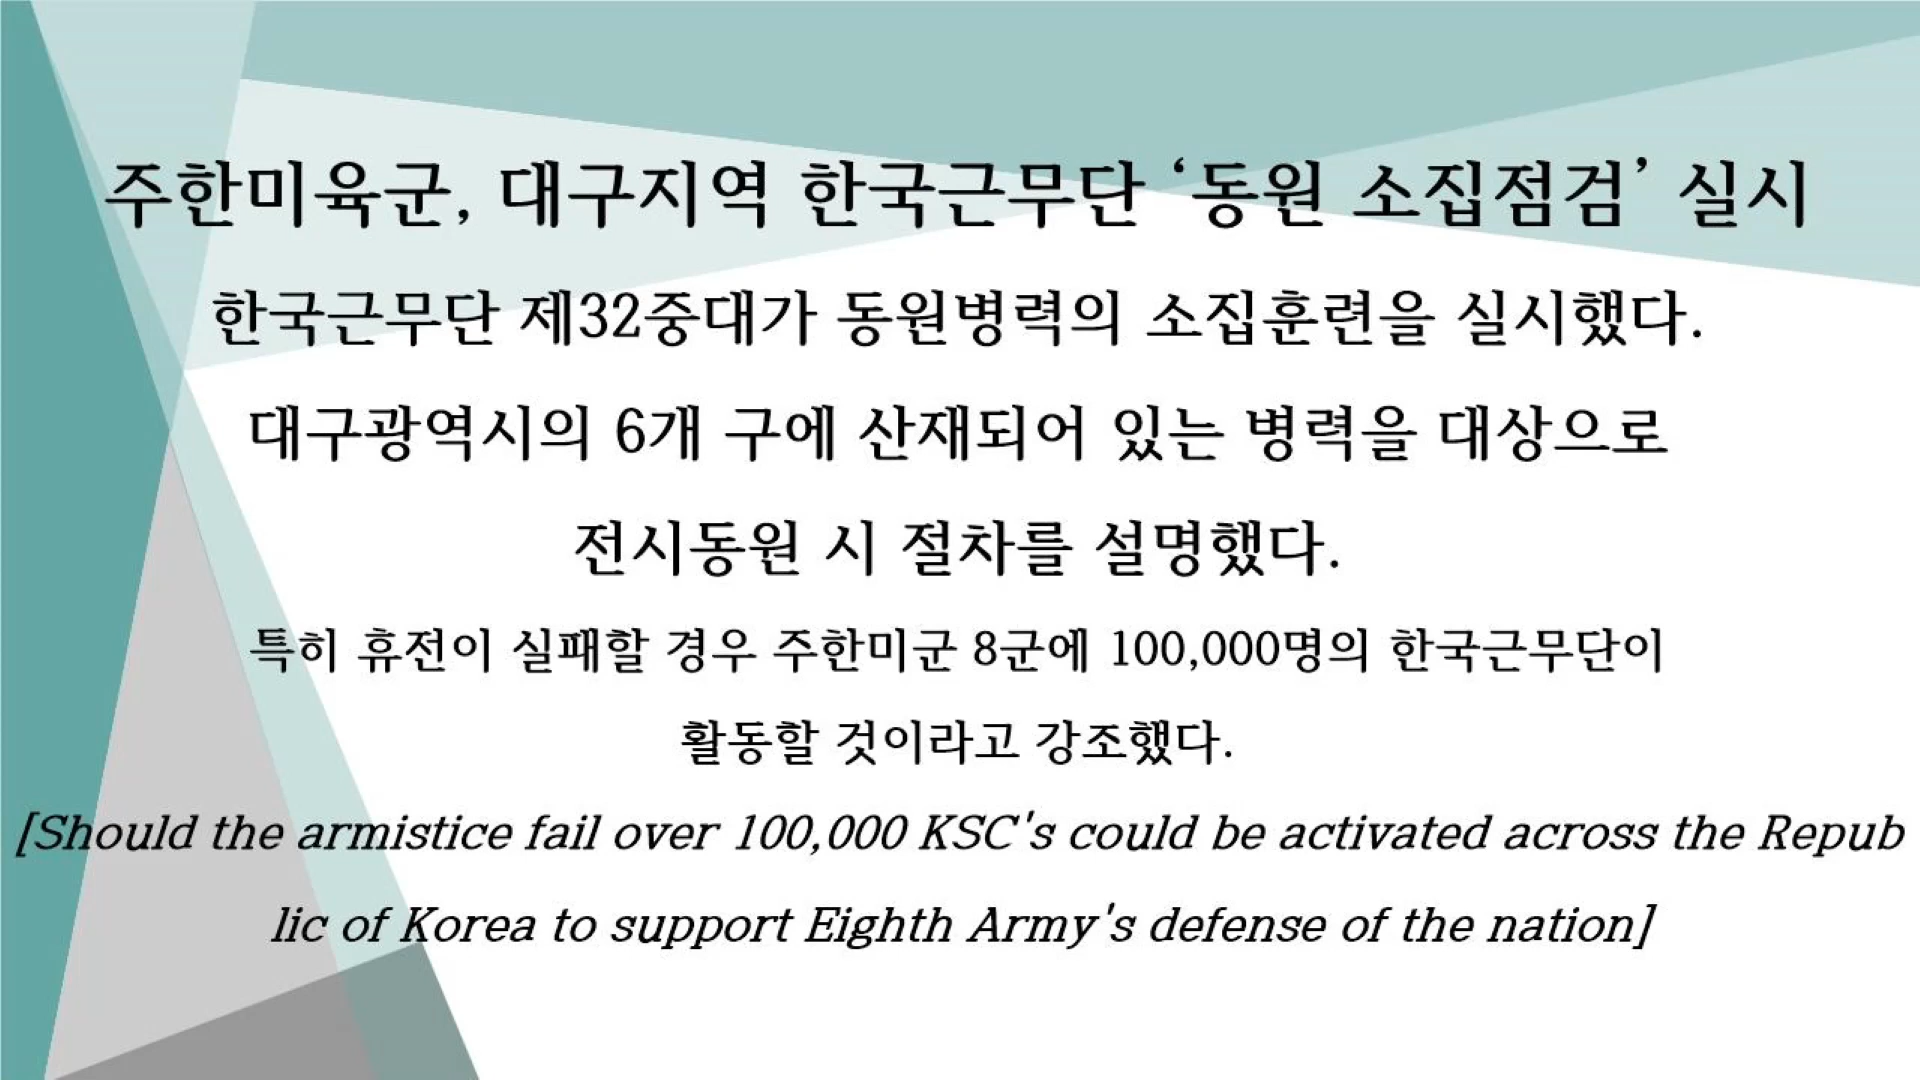 주한미육군, 대구지역 한국근무단 ‘동원 소집점검’ 실시
한국근무단 제32중대가 동원병력의 소집훈련을 실시했다.
대구광역시의 6개 구에 산재되어 있는 병력을 대상으로
전시동원 시 절차를 설명했다.
특히 휴전이 실패할 경우 주한미군 8군에 100,000명의 한국근무단이
활동할 것이라고 강조했다.
[Should the armistice fail over 100,000 KSC's could be activated across the Repub
lic of Korea to support Eighth Army's defense of the nation]